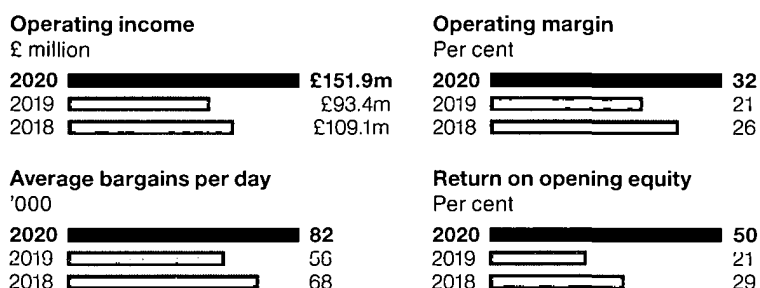 Operating income
£ million
2020 £151.9m
2019 £93.4m
2018 £109.1m
Operating margin
Per cent
2020 32
2019 21
2018 26
Average bargains per day
'000
2020 82
2019 56
2018 68
Return on opening equity
Per cent
2020 50
2019 21
2018 29